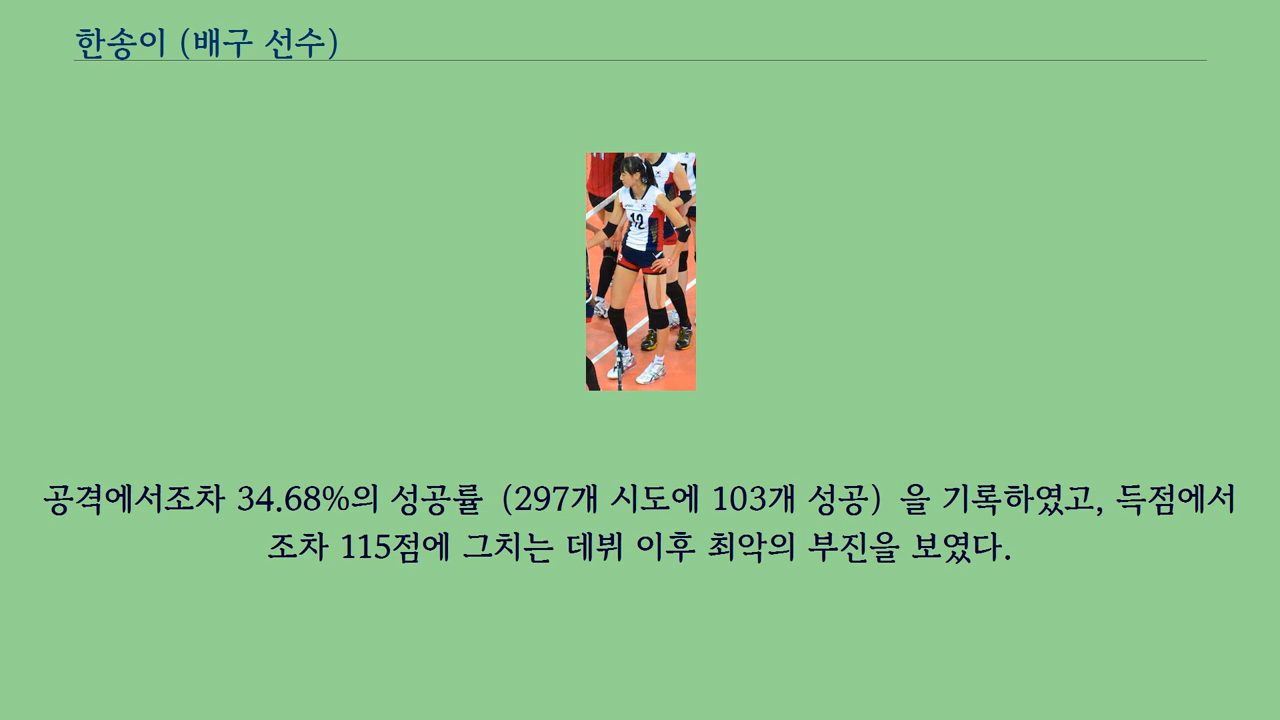 한송이 (배구 선수)
12
공격에서조차 34.68%의 성공률 (297개 시도에 103개 성공) 을 기록하였고, 득점에서
조차 115점에 그치는 데뷔 이후 최악의 부진을 보였다.